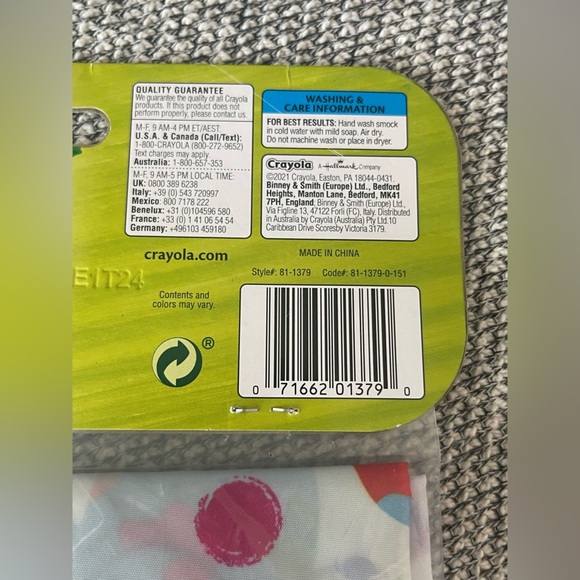 QUALITY GUARANTEE
We guarantee the quality of all Crayola
products. If this product does not
perform properly, please contact us.
M-F, 9 AM-4 PM ET/AEST:
U.S.A. & Canada (Call/Text):
1-800-CRAYOLA (800-272-9652)
Text charges may apply.
Australia: 1-800-657-353
M-F, 9 AM-5 PM LOCAL TIME:
UK: 0800 389 6238
Italy: +39 (0) 543 720997
Mexico: 800 7178 222
Benelux: +31 (0)104596 580
France: +33 (0) 1 41 06 54 54
Germany: +496103 459180
WASHING &
CARE INFORMATION
FOR BEST RESULTS: Hand wash smock
in cold water with mild soap. Air dry.
Do not machine wash or place in dryer.
Crayola A Hallmark Company
©2021 Crayola, Easton, PA 18044-0431.
Binney & Smith (Europe) Ltd., Bedford
Heights, Manton Lane, Bedford, MK41
7PH, England; Binney & Smith (Europe) Ltd.,
Via Figline 13, 47122 Forlì (FC), Italy. Distributed
in Australia by Crayola (Australia) Pty Ltd.10
Caribbean Drive Scoresby Victoria 3179.
crayola.com
MADE IN CHINA
E1T24
Style#: 81-1379 Code#: 81-1379-0-151
Contents and
colors may vary.
®
0 71662 01379 0